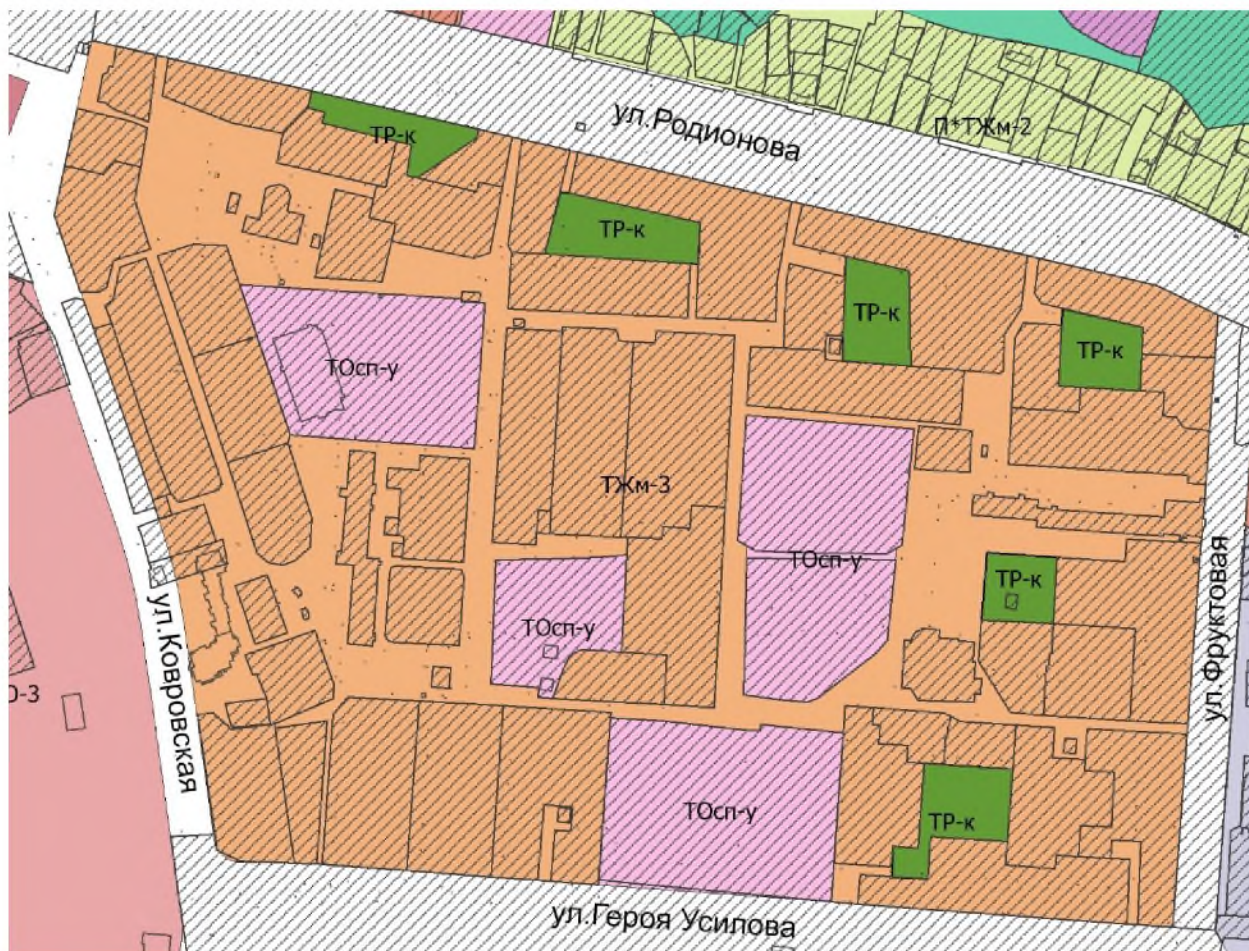 ул.Родионова
П*ТЖм-2
ТР-к
ТР-к
ТР-к
ТР-к
ТОсп-у
ТЖм-3
ТОсп-у
ТР-к
ул.Ковровская
ТОсп-у
ул.Фруктовая
О-3
ТОсп-у
ТР-к
ул.Героя Усилова